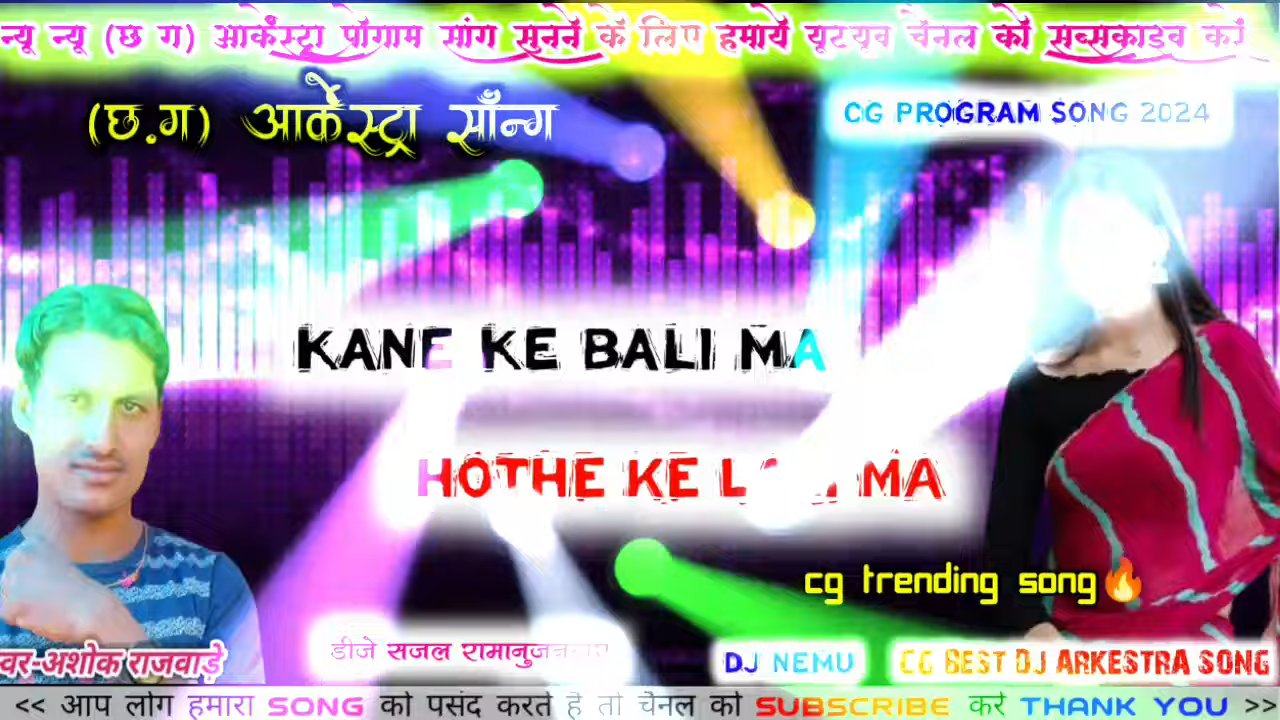 न्यू न्यू (छ ग) आर्केस्ट्रा प्रोग्राम सांग सुनने के लिए हमारे यूटयूब चैनल को सब्सक्राइब करें
(छ.ग) आर्केस्ट्रा सॉन्ग
CG PROGRAM SONG 2024
KANE KE BALI MA
HOTHE KE MA
cg trending song🔥
स्वर-अशोक राजवाड़े
डीजे सजल रामानुजनगर
DJ NEMU
CG BEST DJ ARKESTRA SONG
<< आप लोग हमारा SONG को पसंद करते है तो चैनल को SUBSCRIBE करें THANK YOU >>